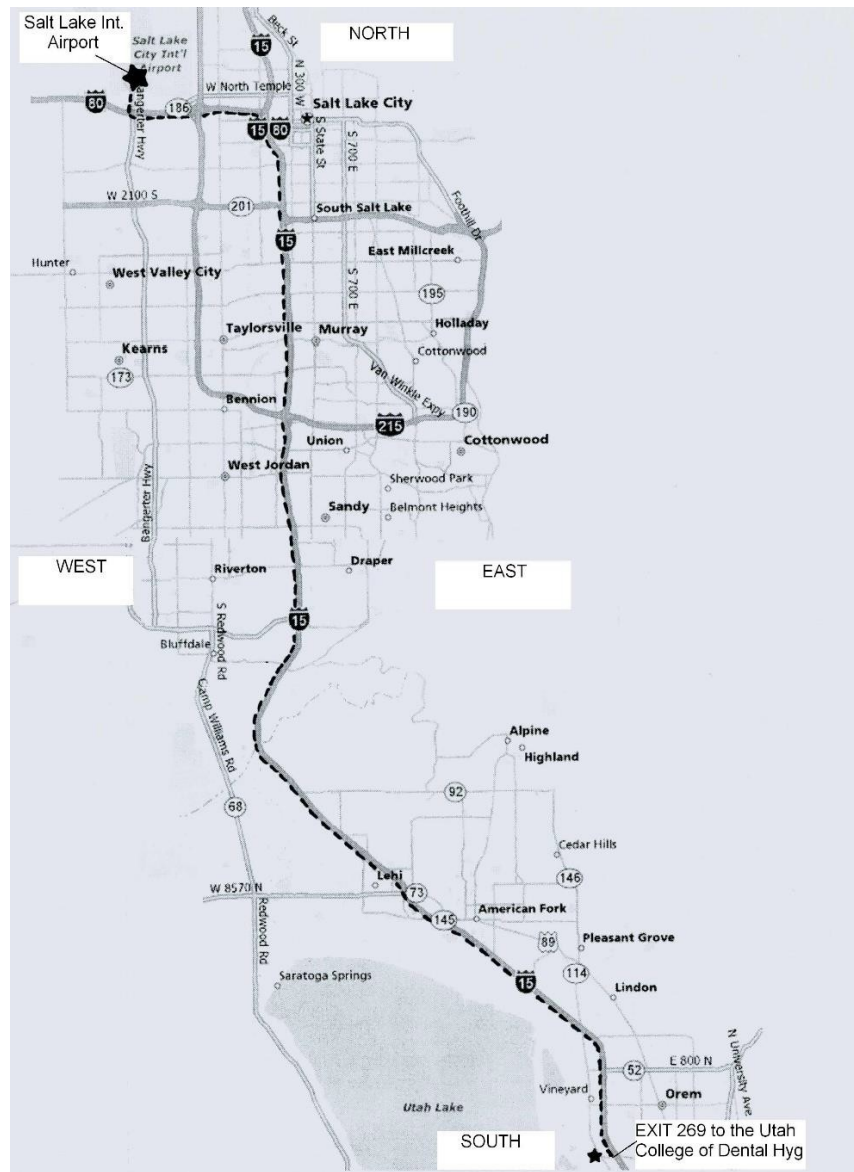 Salt Lake Int.
Airport
Salt Lake
City Int'l
Airport
NORTH
Beck St
15
N 300 W
W North Temple
80
186
Bangerter Hwy
15
80
Salt Lake City
S State St
S 700 E
Foothill Dr
W 2100 S
201
South Salt Lake
15
East Millcreek
Hunter
West Valley City
S 700 E
195
Taylorsville
Murray
Holladay
Kearns
Cottonwood
173
Van Winkle Expy
Bennion
190
215
Union
Cottonwood
West Jordan
Sherwood Park
Bangerter Hwy
Sandy
Belmont Heights
WEST
Riverton
Draper
EAST
S Redwood Rd
15
Bluffdale
Camp Williams Rd
Alpine
Highland
92
68
Cedar Hills
Lehi
146
W 8570 N
73
Redwood Rd
145
American Fork
89
Pleasant Grove
114
Saratoga Springs
15
Lindon
N University Ave
E 800 N
52
Vineyard
Orem
Utah Lake
EXIT 269 to the Utah
College of Dental Hyg
SOUTH